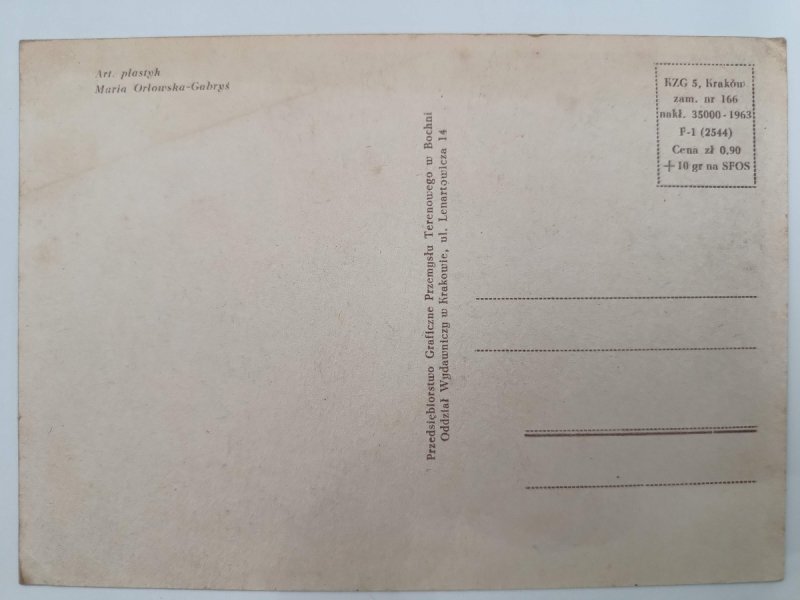 Art. plastyk
Maria Orłowska-Gabryś
KZG 5, Kraków
zam. nr 166
nakł. 35000-1963
F-1 (2544)
Cena zł 0,90
+ 10 gr na SFOS
Przedsiębiorstwo Graficzne Przemysłu Terenowego w Bochni
Oddział Wydawniczy w Krakowie, ul. Lenartowicza 14